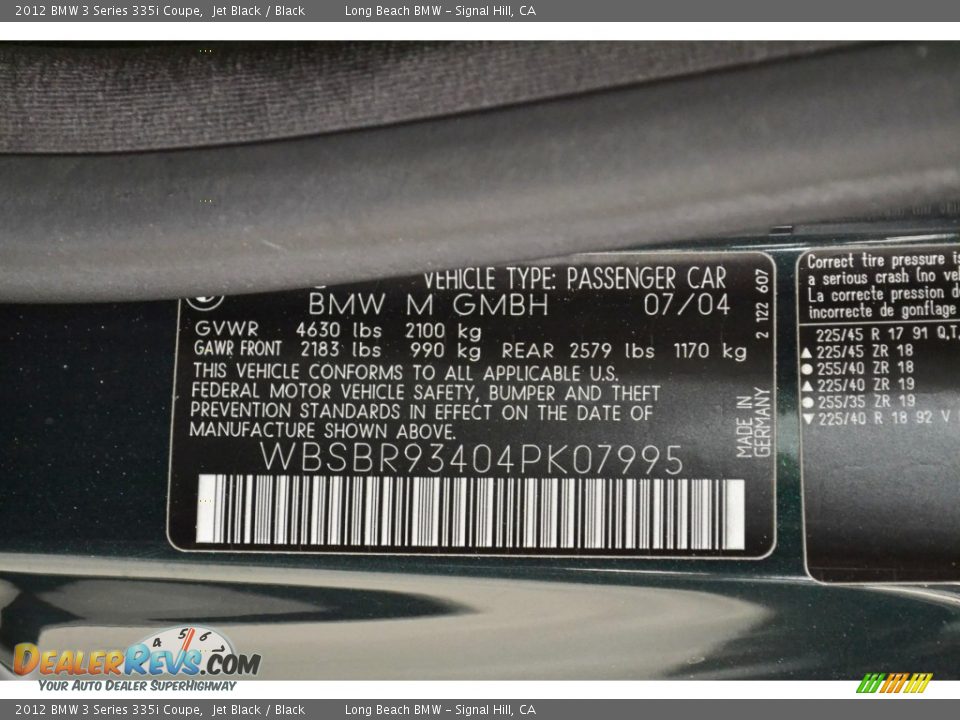 2012 BMW 3 Series 335i Coupe, Jet Black / Black Long Beach BMW - Signal Hill, CA
VEHICLE TYPE: PASSENGER CAR
BMW M GMBH 07/04
GVWR 4630 lbs 2100 kg
GAWR FRONT 2183 lbs 990 kg REAR 2579 lbs 1170 kg
THIS VEHICLE CONFORMS TO ALL APPLICABLE U.S.
FEDERAL MOTOR VEHICLE SAFETY, BUMPER AND THEFT
PREVENTION STANDARDS IN EFFECT ON THE DATE OF
MANUFACTURE SHOWN ABOVE.
WBSBR93404PK07995
2 122 607
MADE IN
GERMANY
Correct tire pressure is
a serious crash (no
La correcte pression
incorrecte de gonflage
225/45 R 17 91 Q,T,
▲ 225/45 ZR 18
● 255/40 ZR 18
▲ 225/40 ZR 19
● 255/35 ZR 19
▼ 225/40 R 18 92 V
4 5 6
DEALERREVS.COM
YOUR AUTO DEALER SUPERHIGHWAY
2012 BMW 3 Series 335i Coupe, Jet Black / Black Long Beach BMW - Signal Hill, CA